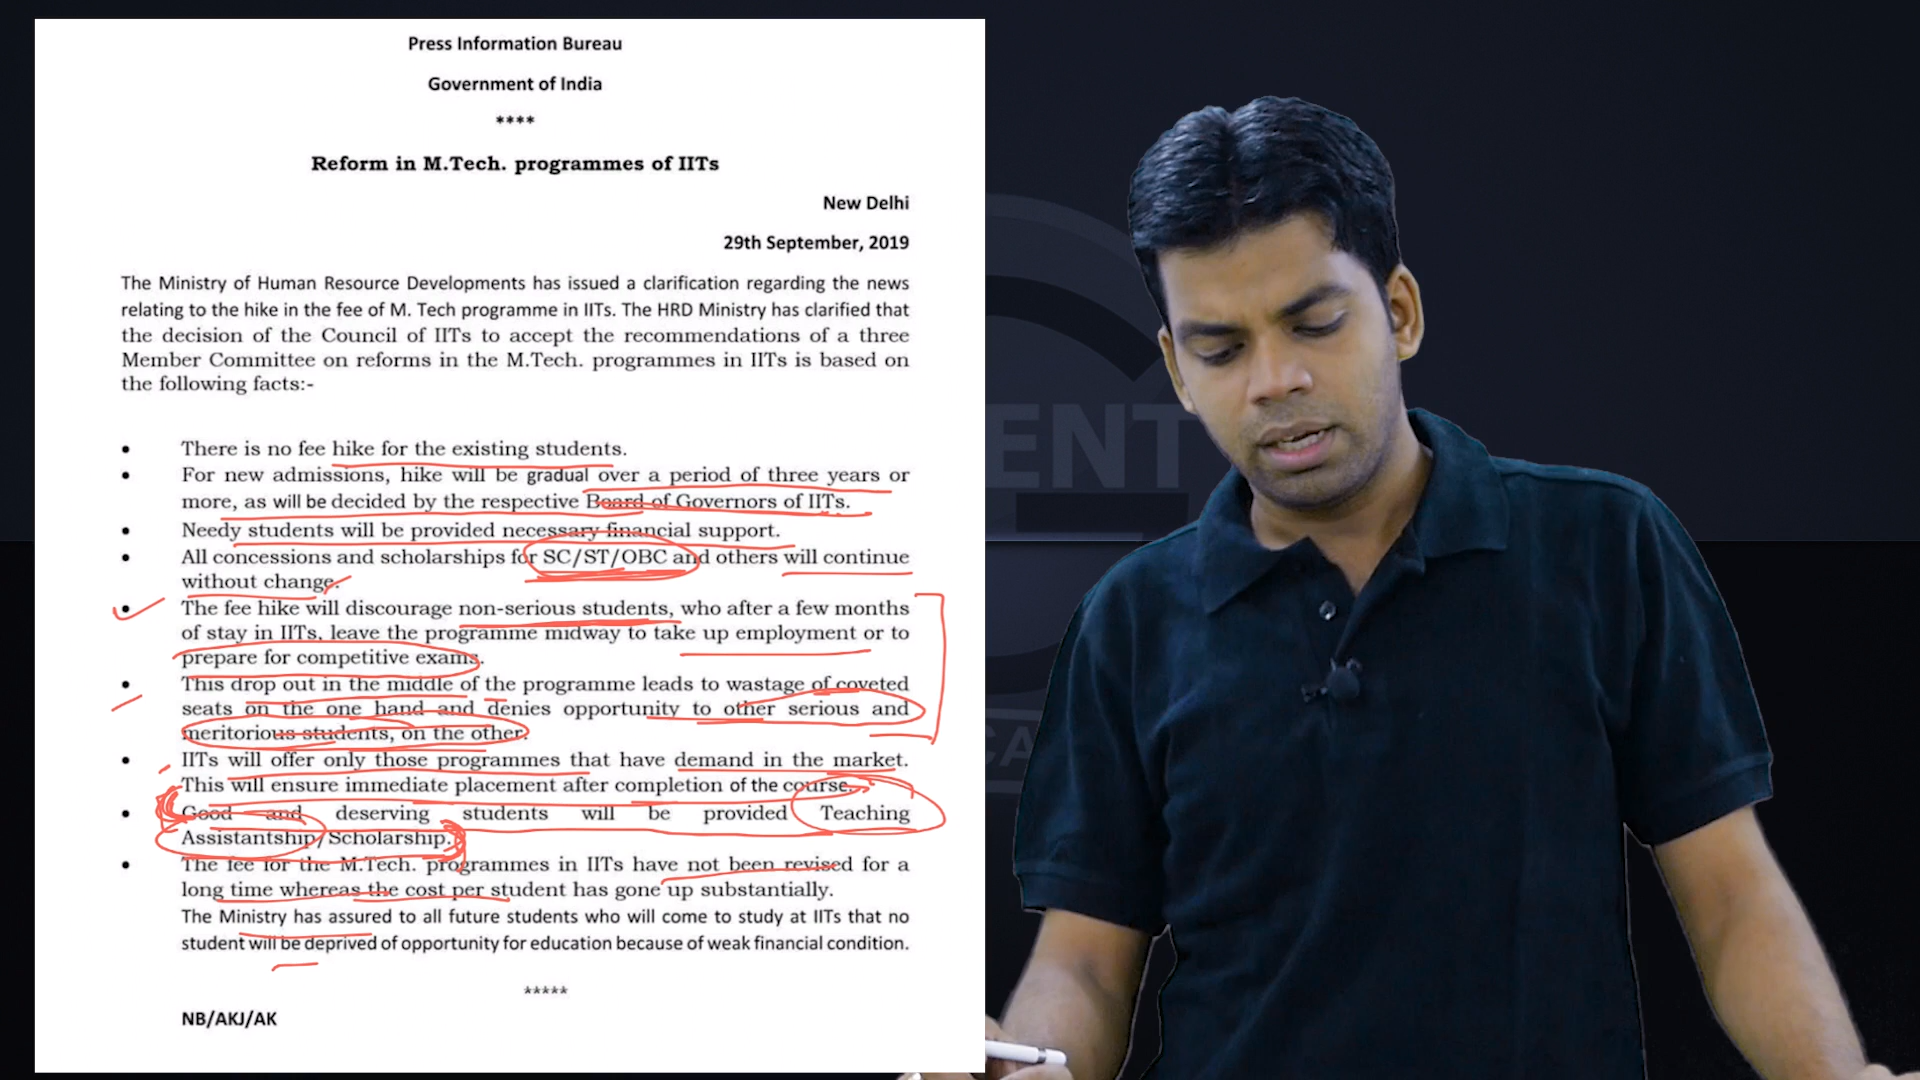 Press Information Bureau
Government of India
****
Reform in M.Tech. programmes of IITs
New Delhi
29th September, 2019
The Ministry of Human Resource Developments has issued a clarification regarding the news
relating to the hike in the fee of M. Tech programme in IITs. The HRD Ministry has clarified that
the decision of the Council of IITs to accept the recommendations of a three
Member Committee on reforms in the M.Tech. programmes in IITs is based on
the following facts:-
• There is no fee hike for the existing students.
• For new admissions, hike will be gradual over a period of three years or
more, as will be decided by the respective Board of Governors of IITs.
• Needy students will be provided necessary financial support.
• All concessions and scholarships for SC/ST/OBC and others will continue
without change.
• The fee hike will discourage non-serious students, who after a few months
of stay in IITs, leave the programme midway to take up employment or to
prepare for competitive exams.
• This drop out in the middle of the programme leads to wastage of coveted
seats on the one hand and denies opportunity to other serious and
meritorious students, on the other.
• IITs will offer only those programmes that have demand in the market.
This will ensure immediate placement after completion of the course.
• Good and deserving students will be provided Teaching
Assistantship/Scholarship.
• The fee for the M.Tech. programmes in IITs have not been revised for a
long time whereas the cost per student has gone up substantially.
The Ministry has assured to all future students who will come to study at IITs that no
student will be deprived of opportunity for education because of weak financial condition.
*****
NB/AKJ/AK